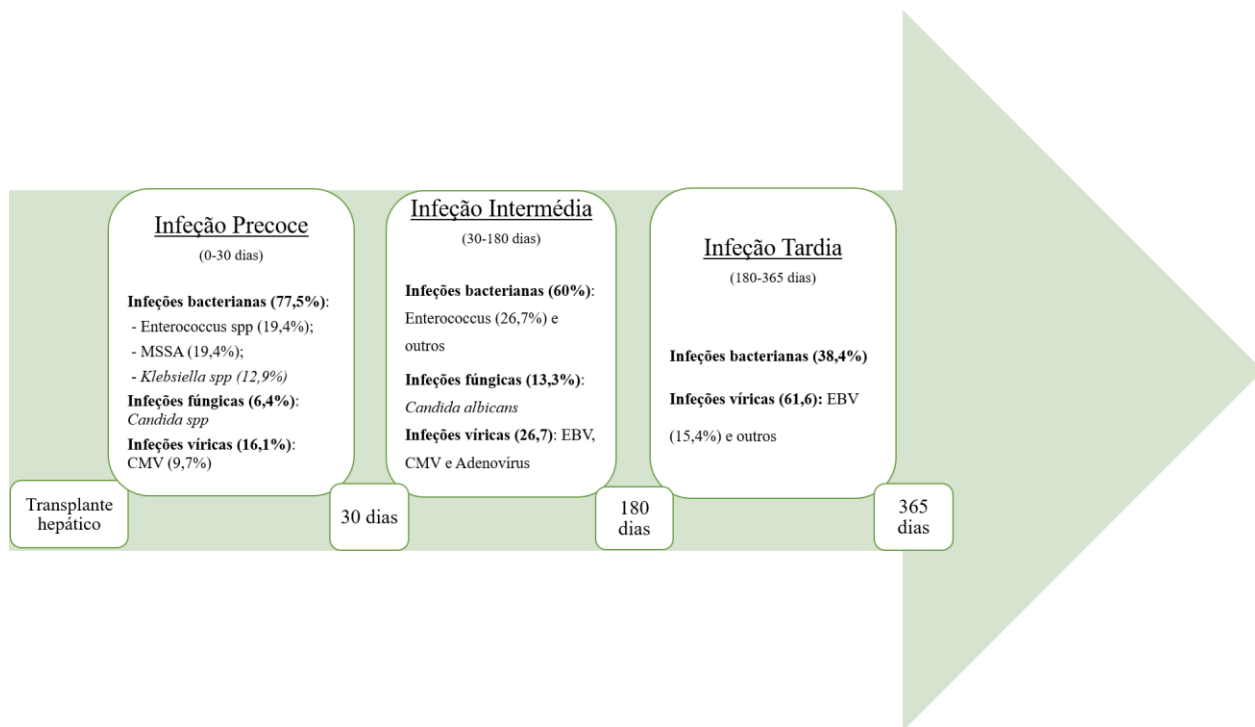 Infeção Precoce
(0-30 dias)
Infeções bacterianas (77,5%):
- Enterococcus spp (19,4%);
- MSSA (19,4%);
- Klebsiella spp (12,9%)
Infeções fúngicas (6,4%):
Candida spp
Infeções víricas (16,1%):
CMV (9,7%)
Infeção Intermédia
(30-180 dias)
Infeções bacterianas (60%):
Enterococcus (26,7%) e
outros
Infeções fúngicas (13,3%):
Candida albicans
Infeções víricas (26,7): EBV,
CMV e Adenovírus
Infeção Tardia
(180-365 dias)
Infeções bacterianas (38,4%)
Infeções víricas (61,6): EBV
(15,4%) e outros
Transplante
hepático
30 dias
180
dias
365
dias